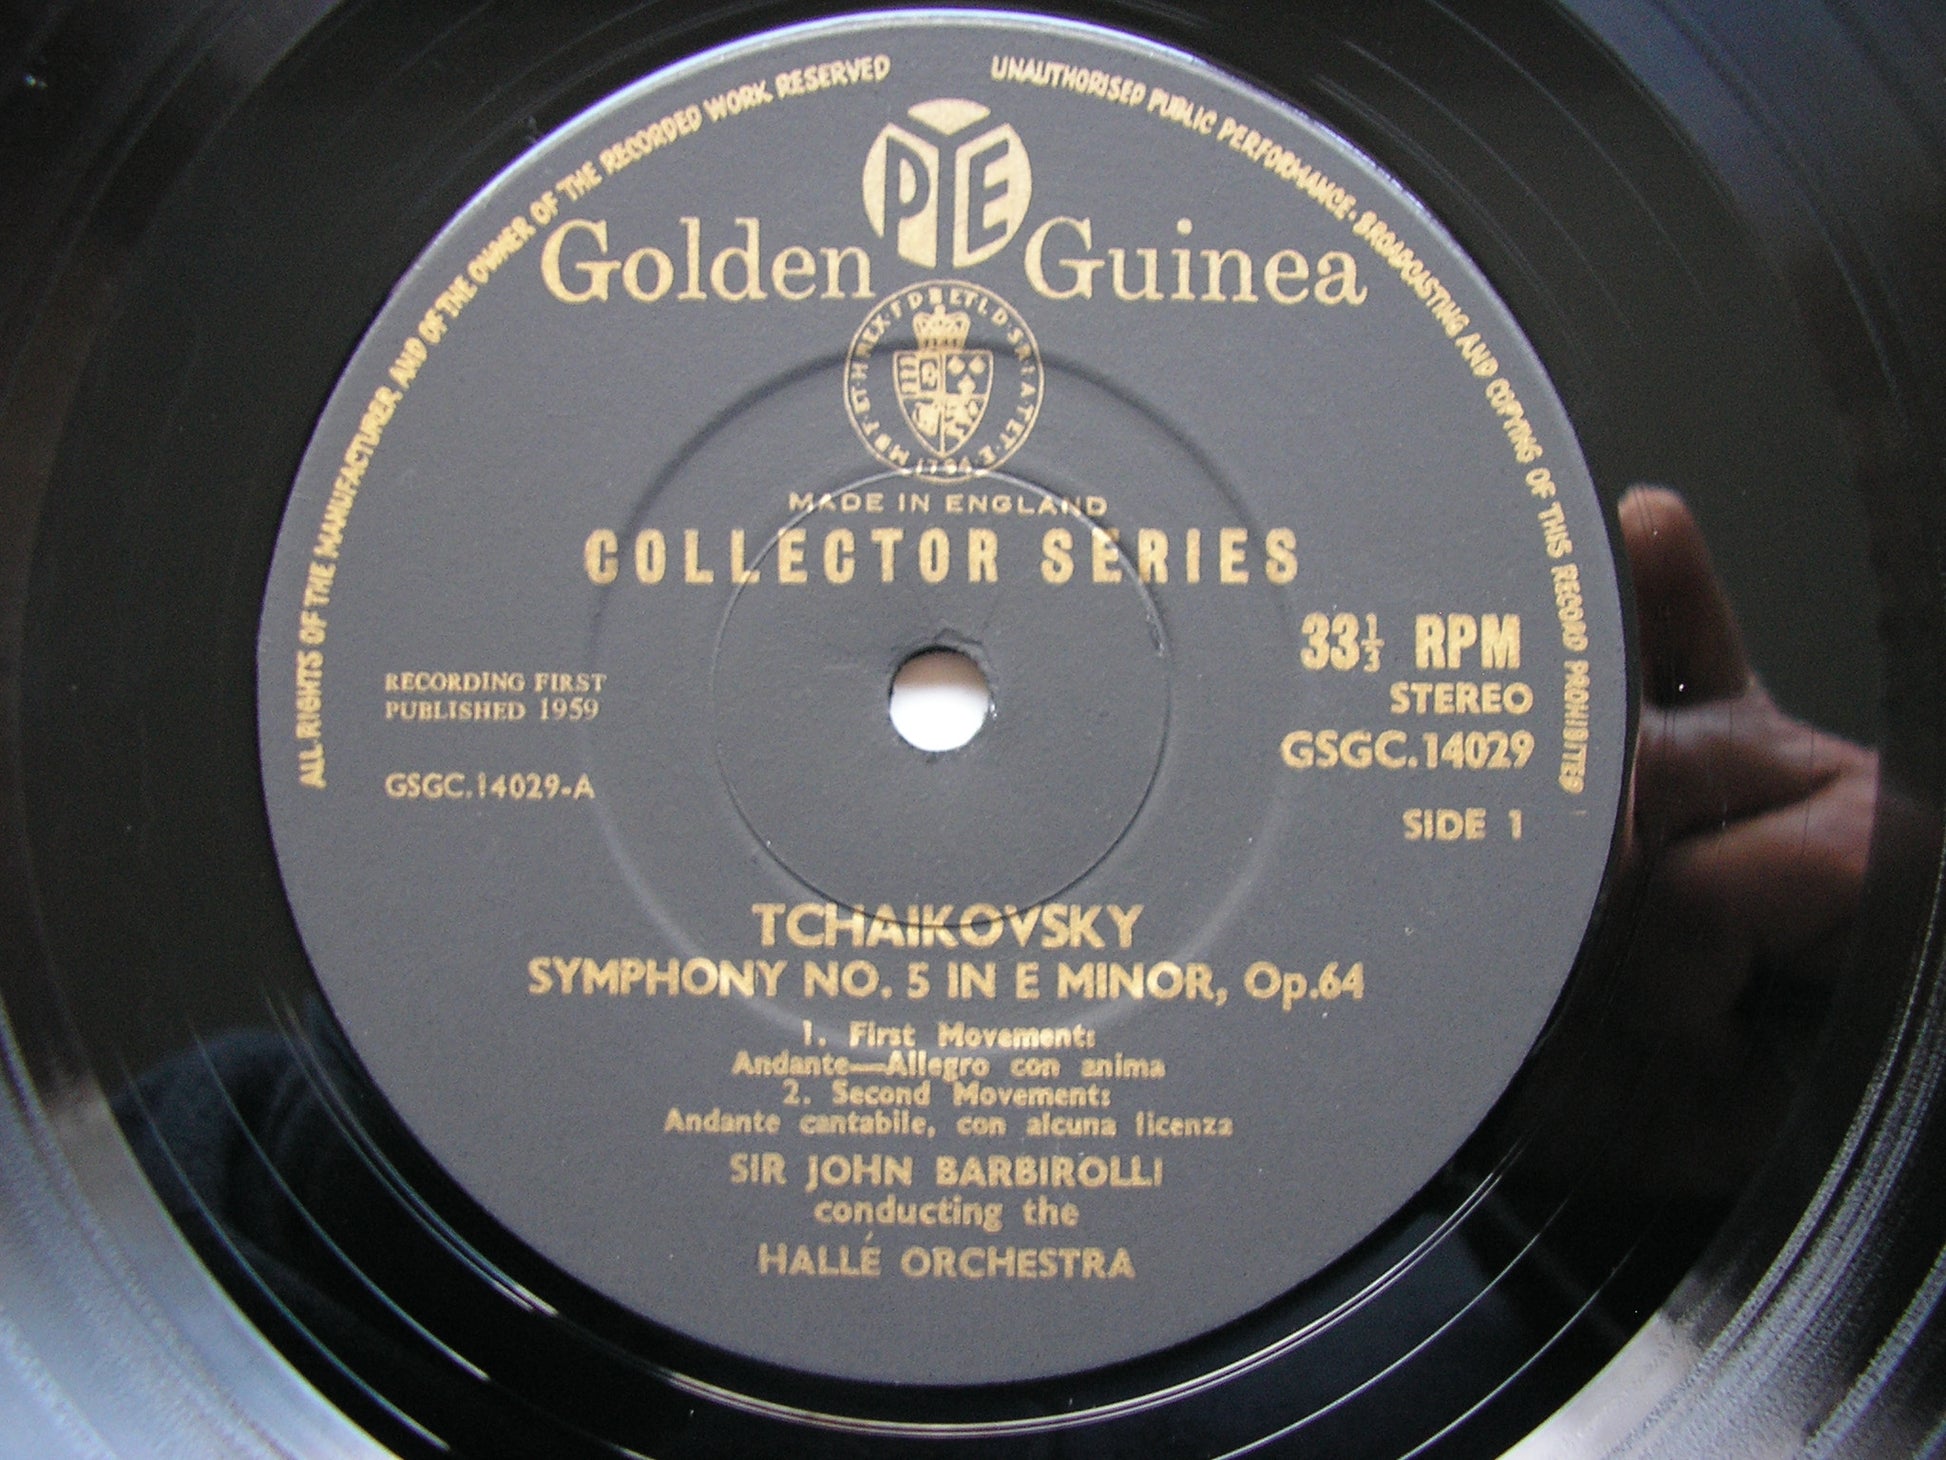 ALL RIGHTS OF THE MANUFACTURER AND OF THE OWNER OF THE RECORDED WORK RESERVED
UNAUTHORISED PUBLIC PERFORMANCE · BROADCASTING AND COPYING OF THIS RECORD PROHIBITED
PYE
Golden Guinea
MADE IN ENGLAND
COLLECTOR SERIES
33⅓ RPM
STEREO
RECORDING FIRST
PUBLISHED 1959
GSGC.14029
GSGC.14029-A
SIDE 1
TCHAIKOVSKY
SYMPHONY NO. 5 IN E MINOR, Op.64
1. First Movement:
Andante—Allegro con anima
2. Second Movement:
Andante cantabile, con alcuna licenza
SIR JOHN BARBIROLLI
conducting the
HALLÉ ORCHESTRA